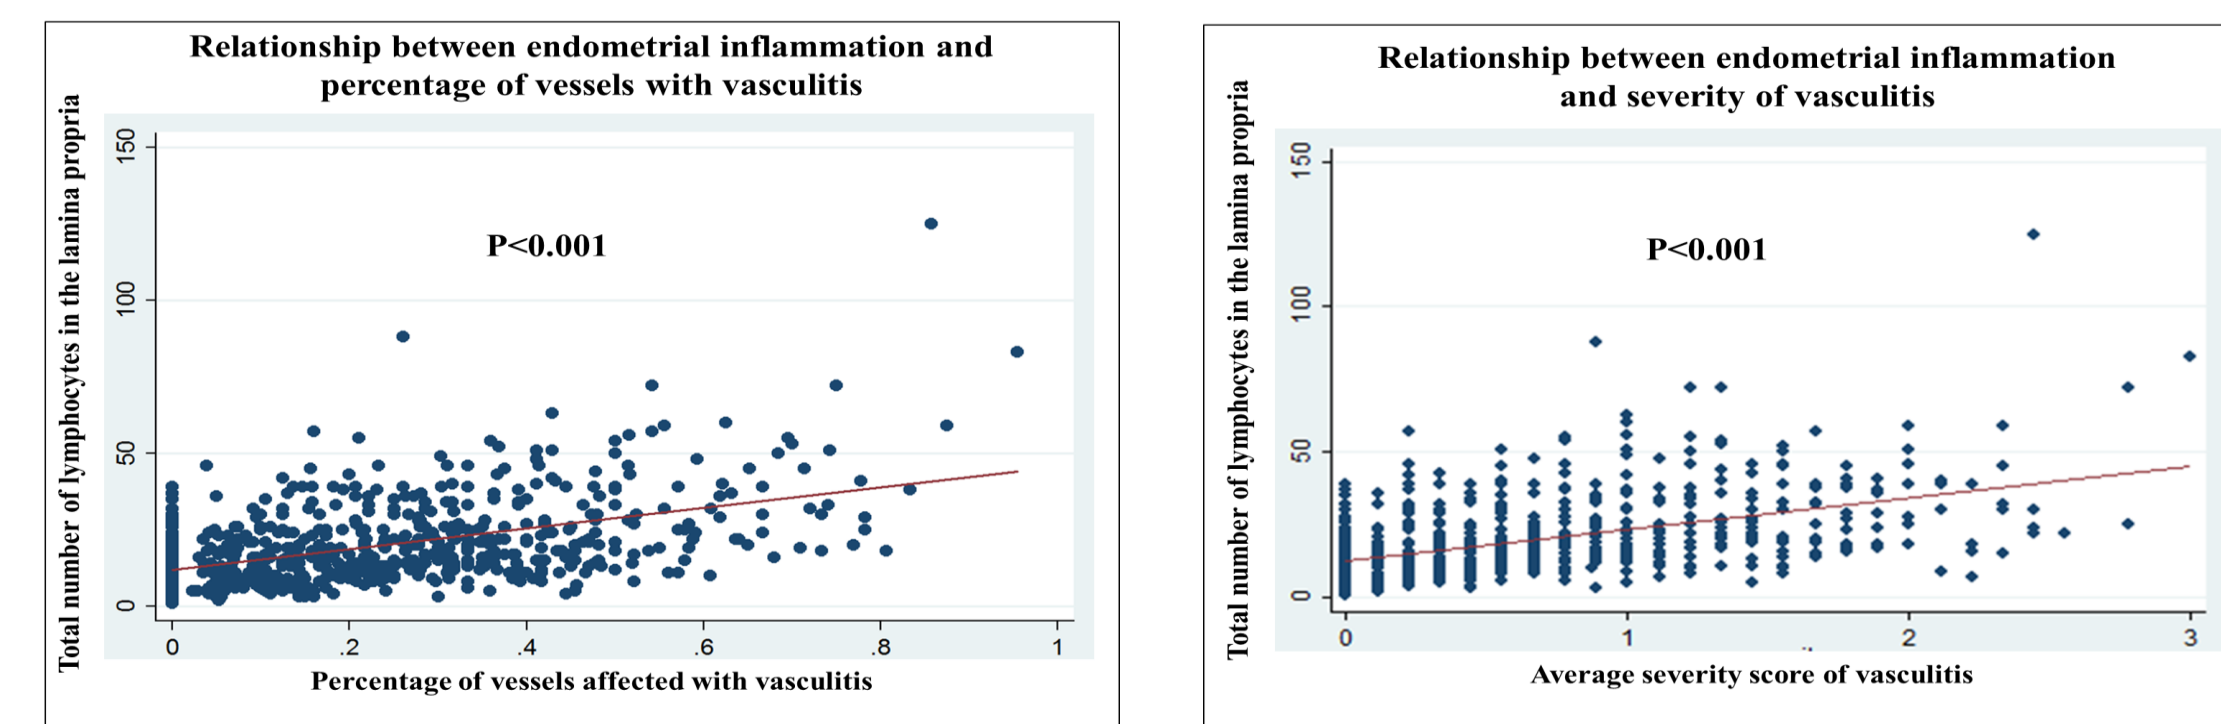 Relationship between endometrial inflammation and
percentage of vessels with vasculitis
Total number of lymphocytes in the lamina propria
150
100
50
0
P<0.001
0 .2 .4 .6 .8 1
Percentage of vessels affected with vasculitis
Relationship between endometrial inflammation
and severity of vasculitis
Total number of lymphocytes in the lamina propria
150
100
50
0
P<0.001
0 1 2 3
Average severity score of vasculitis